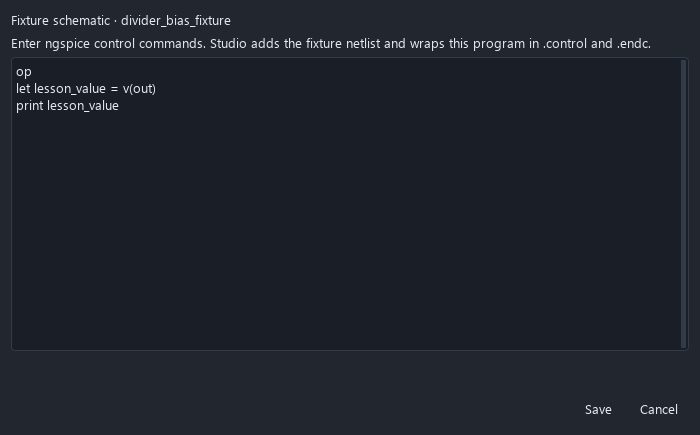 Fixture schematic · divider_bias_fixture
Enter ngspice control commands. Studio adds the fixture netlist and wraps this program in .control and .endc.
op
let lesson_value = v(out)
print lesson_value
Save
Cancel